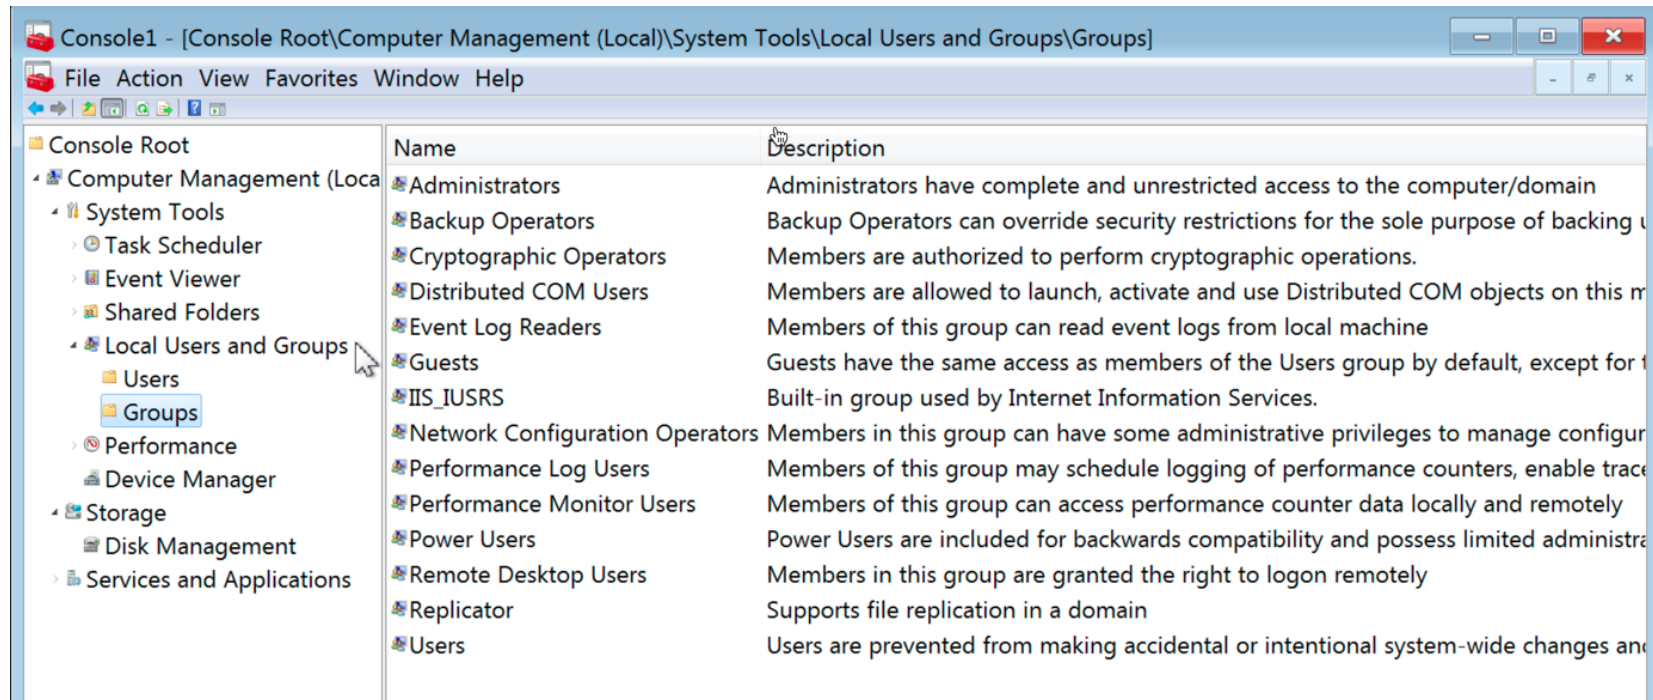 Console1 - [Console Root\Computer Management (Local)\System Tools\Local Users and Groups\Groups]
File Action View Favorites Window Help
Console Root
Computer Management (Loca
System Tools
Task Scheduler
Event Viewer
Shared Folders
Local Users and Groups
Users
Groups
Performance
Device Manager
Storage
Disk Management
Services and Applications
Name Description
Administrators Administrators have complete and unrestricted access to the computer/domain
Backup Operators Backup Operators can override security restrictions for the sole purpose of backing
Cryptographic Operators Members are authorized to perform cryptographic operations.
Distributed COM Users Members are allowed to launch, activate and use Distributed COM objects on this
Event Log Readers Members of this group can read event logs from local machine
Guests Guests have the same access as members of the Users group by default, except for
IIS_IUSRS Built-in group used by Internet Information Services.
Network Configuration Operators Members in this group can have some administrative privileges to manage configur
Performance Log Users Members of this group may schedule logging of performance counters, enable trace
Performance Monitor Users Members of this group can access performance counter data locally and remotely
Power Users Power Users are included for backwards compatibility and possess limited administra
Remote Desktop Users Members in this group are granted the right to logon remotely
Replicator Supports file replication in a domain
Users Users are prevented from making accidental or intentional system-wide changes and